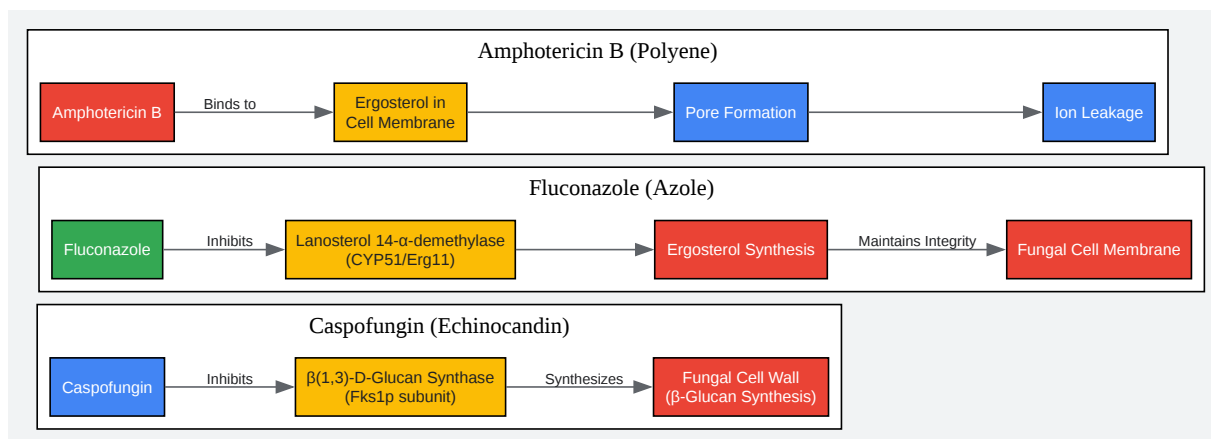 Amphotericin B (Polyene)
Amphotericin B
Binds to
Ergosterol in
Cell Membrane
Pore Formation
Ion Leakage
Fluconazole (Azole)
Fluconazole
Inhibits
Lanosterol 14-α-demethylase
(CYP51/Erg11)
Ergosterol Synthesis
Maintains Integrity
Fungal Cell Membrane
Caspofungin (Echinocandin)
Caspofungin
Inhibits
β(1,3)-D-Glucan Synthase
(Fks1p subunit)
Synthesizes
Fungal Cell Wall
(β-Glucan Synthesis)